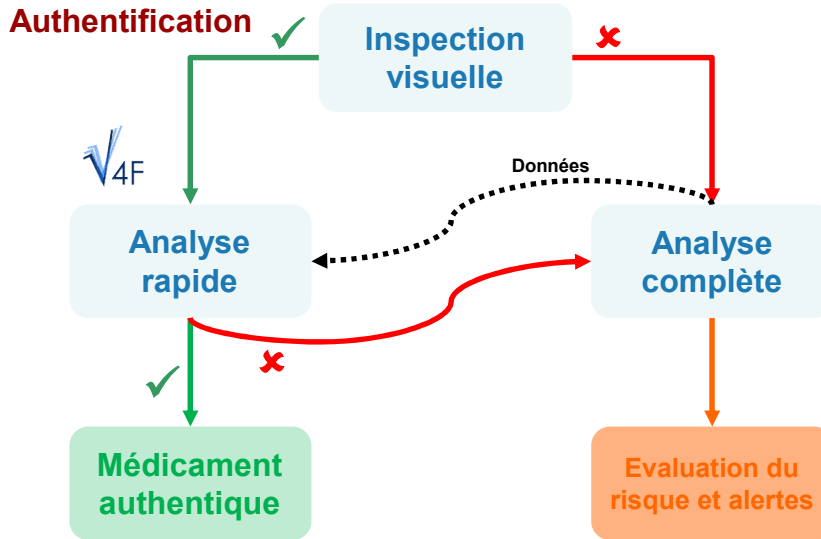 Authentification
Inspection
visuelle
4F
Données
Analyse
rapide
Analyse
complète
Médicament
authentique
Evaluation du
risque et alertes